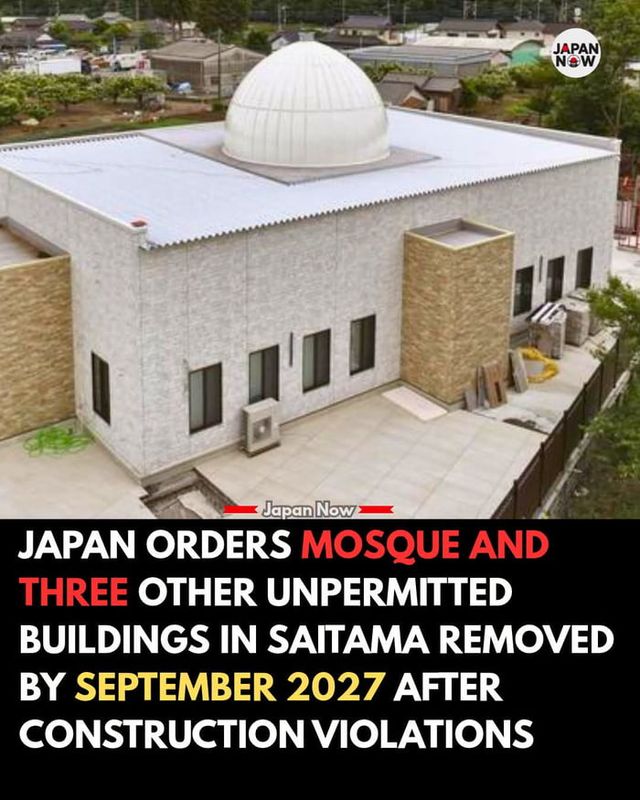 JAPAN
NOW
Japan Now
JAPAN ORDERS MOSQUE AND
THREE OTHER UNPERMITTED
BUILDINGS IN SAITAMA REMOVED
BY SEPTEMBER 2027 AFTER
CONSTRUCTION VIOLATIONS